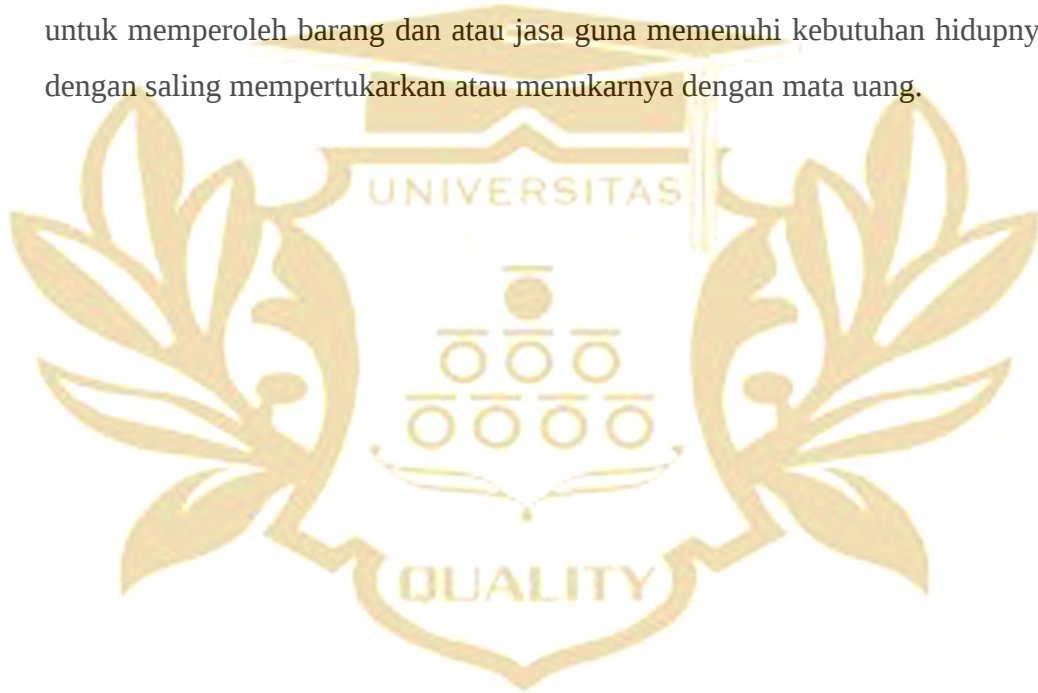 untuk memperoleh barang dan atau jasa guna memenuhi kebutuhan hidupny
dengan saling mempertukarkan atau menukarnya dengan mata uang.
UNIVERSITAS
QUALITY